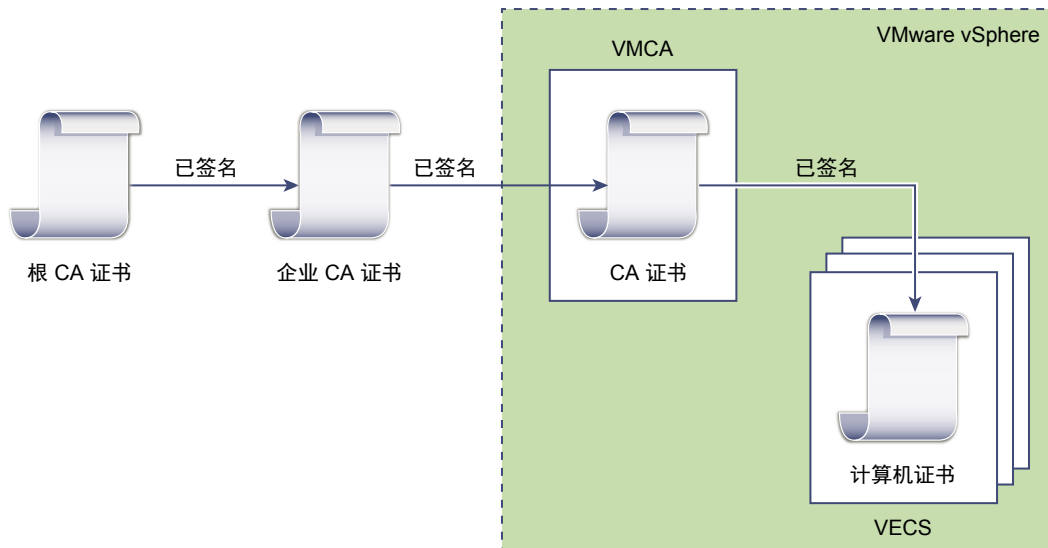 VMware vSphere
VMCA
已签名
已签名
已签名
根 CA 证书
企业 CA 证书
CA 证书
计算机证书
VECS